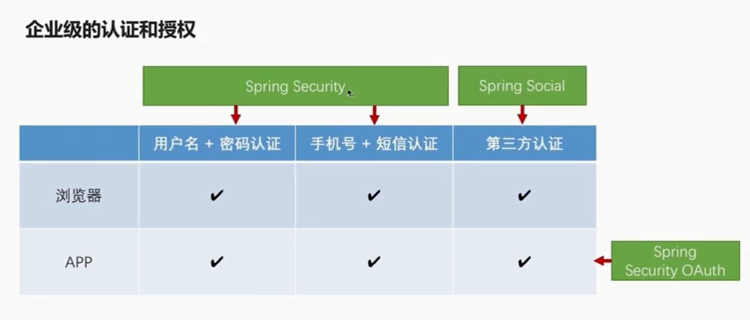 企业级的认证和授权
Spring Security
Spring Social
用户名 + 密码认证
手机号 + 短信认证
第三方认证
浏览器
✔
✔
✔
APP
✔
✔
✔
Spring
Security OAuth